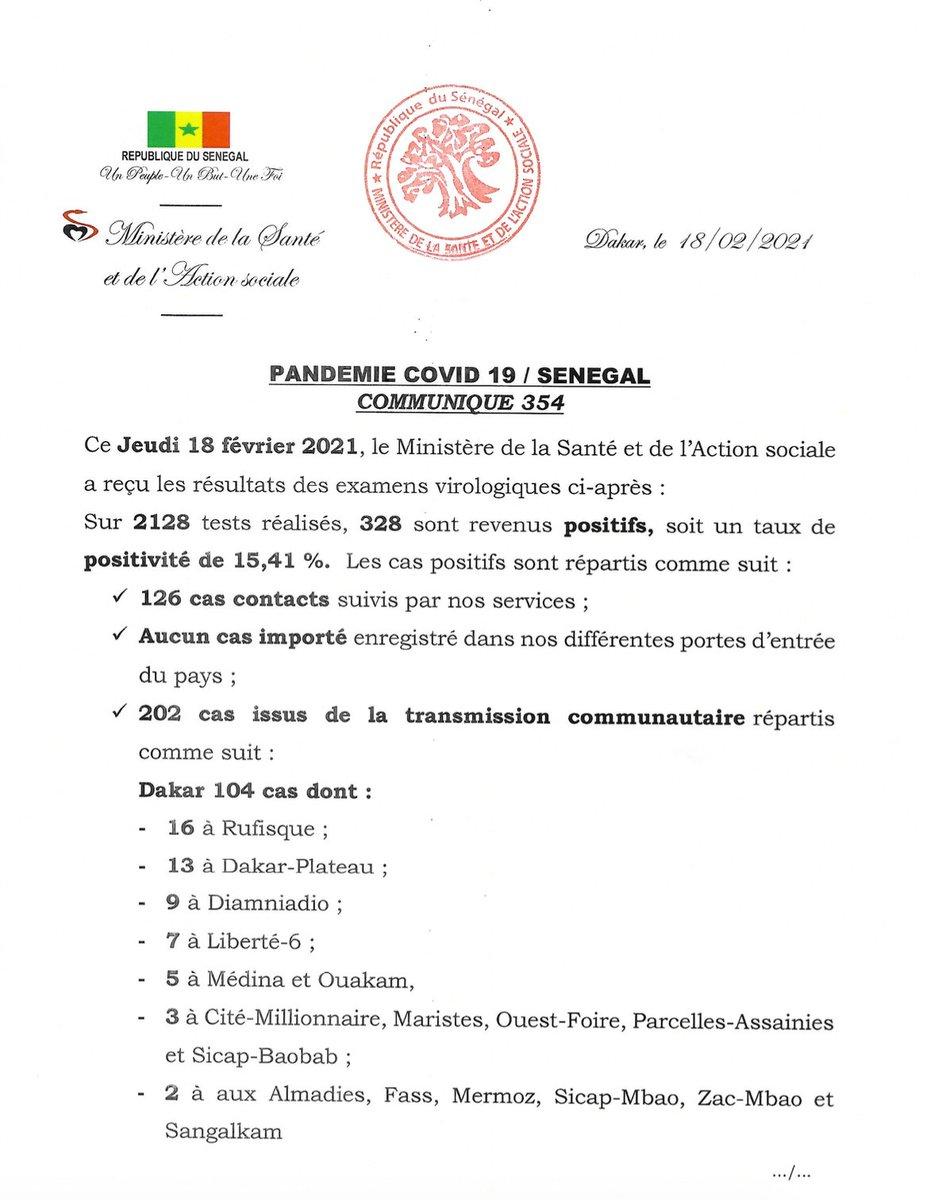 REPUBLIQUE DU SENEGAL
Un Peuple-Un But-Une Foi
Ministère de la Santé
et de l'Action sociale
★ République du Sénégal ★
MINISTERE DE LA SANTE ET DE L'ACTION SOCIALE
Dakar, le 18/02/2021
PANDEMIE COVID 19 / SENEGAL
COMMUNIQUE 354
Ce Jeudi 18 février 2021, le Ministère de la Santé et de l'Action sociale
a reçu les résultats des examens virologiques ci-après :
Sur 2128 tests réalisés, 328 sont revenus positifs, soit un taux de
positivité de 15,41 %. Les cas positifs sont répartis comme suit :
✓ 126 cas contacts suivis par nos services ;
✓ Aucun cas importé enregistré dans nos différentes portes d'entrée
du pays ;
✓ 202 cas issus de la transmission communautaire répartis
comme suit :
Dakar 104 cas dont :
- 16 à Rufisque ;
- 13 à Dakar-Plateau ;
- 9 à Diamniadio ;
- 7 à Liberté-6 ;
- 5 à Médina et Ouakam,
- 3 à Cité-Millionnaire, Maristes, Ouest-Foire, Parcelles-Assainies
et Sicap-Baobab ;
- 2 à aux Almadies, Fass, Mermoz, Sicap-Mbao, Zac-Mbao et
Sangalkam
.../...